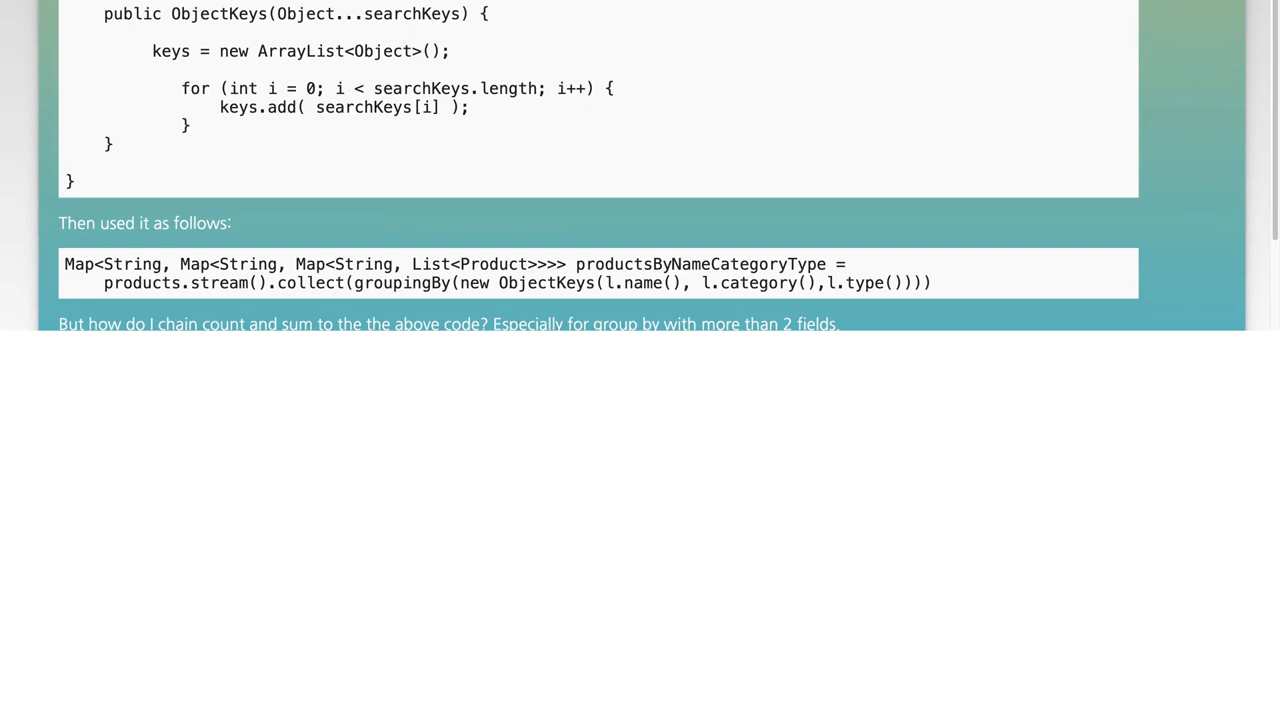 public ObjectKeys(Object...searchKeys) {
keys = new ArrayList<Object>();
for (int i = 0; i < searchKeys.length; i++) {
keys.add( searchKeys[i] );
}
}
}
Then used it as follows:
Map<String, Map<String, Map<String, List<Product>>>> productsByNameCategoryType =
products.stream().collect(groupingBy(new ObjectKeys(l.name(), l.category(),l.type())))
But how do I chain count and sum to the the above code? Especially for group by with more than 2 fields.